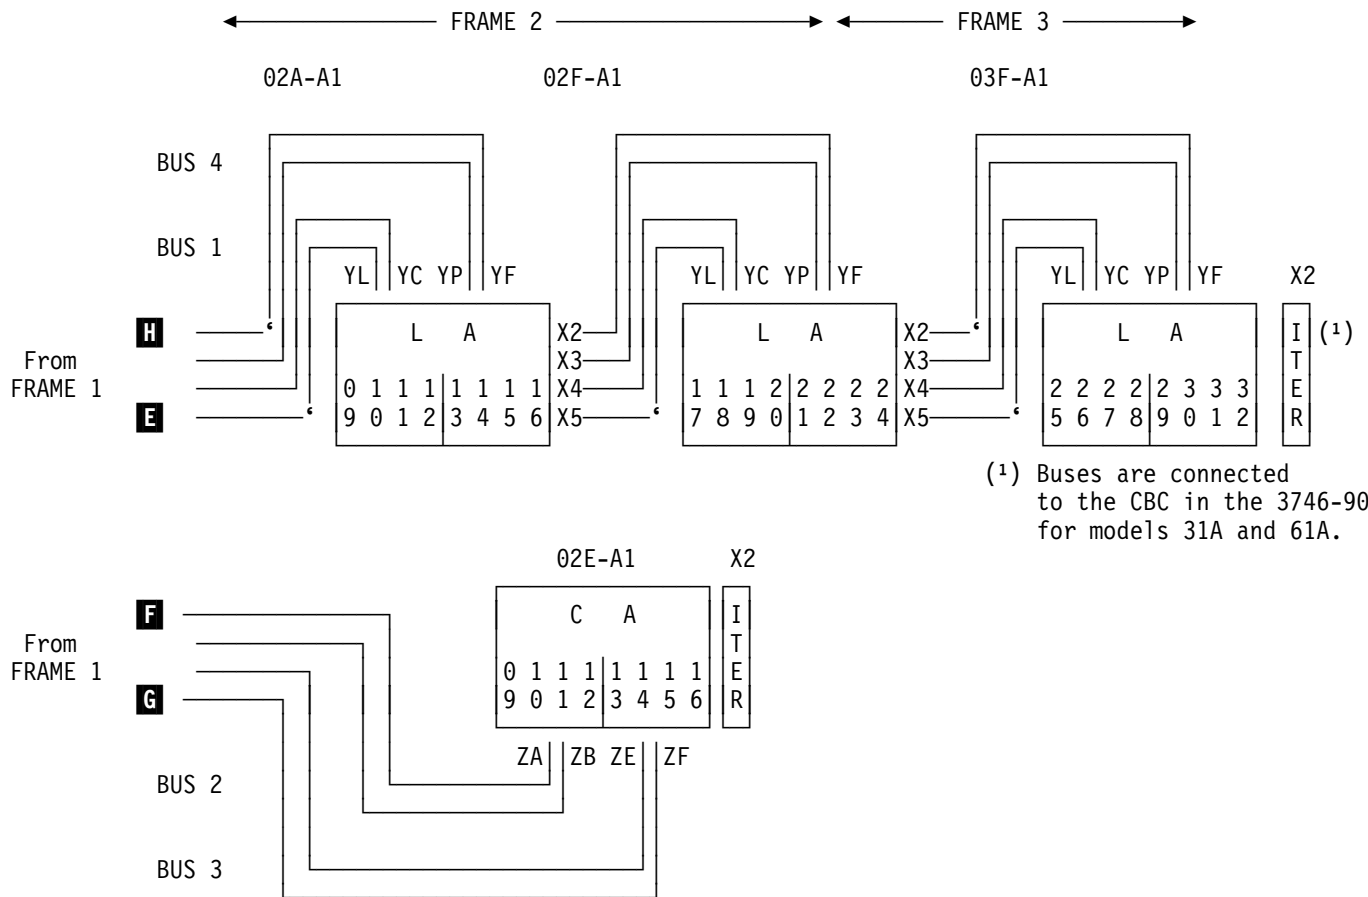 FRAME 2 FRAME 3
02A-A1 02F-A1 03F-A1
BUS 4
BUS 1
YL YC YP YF YL YC YP YF YL YC YP YF X2
H L A X2 L A X2 L A I (¹)
From X3 X3 T
FRAME 1 0 1 1 1 1 1 1 1 X4 1 1 1 2 2 2 2 2 X4 2 2 2 2 2 3 3 3 E
E 9 0 1 2 3 4 5 6 X5 7 8 9 0 1 2 3 4 X5 5 6 7 8 9 0 1 2 R
(¹) Buses are connected
to the CBC in the 3746-90
for models 31A and 61A.
02E-A1 X2
F C A I
From T
FRAME 1 0 1 1 1 1 1 1 1 E
G 9 0 1 2 3 4 5 6 R
ZA ZB ZE ZF
BUS 2
BUS 3